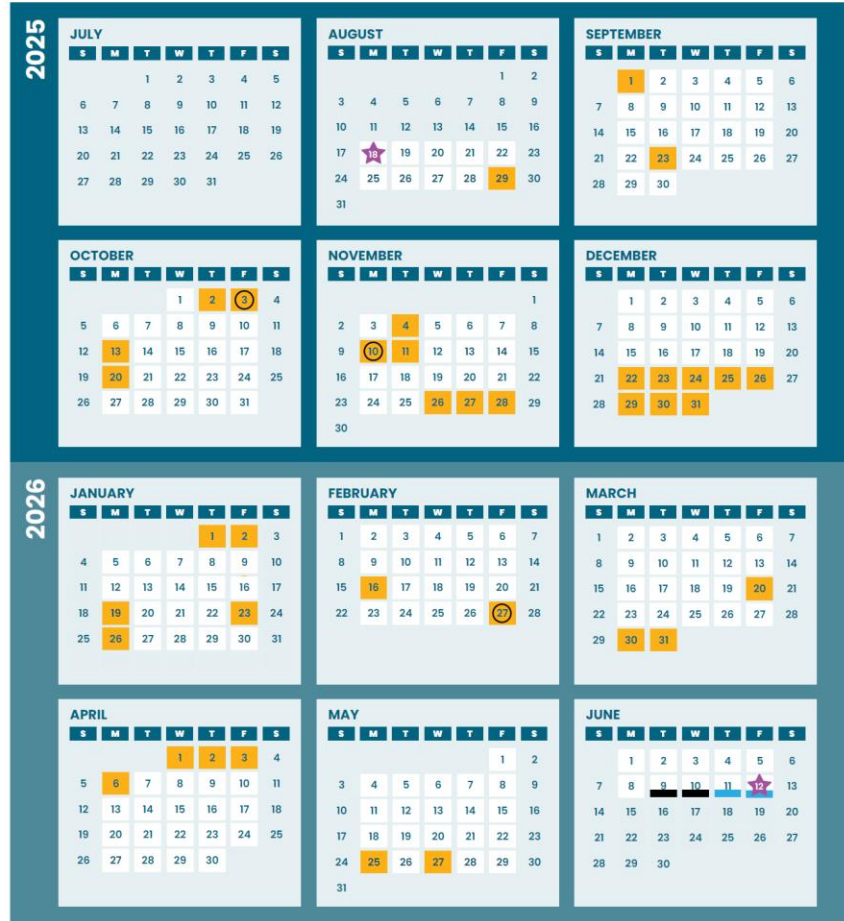 2025
JULY
S M T W T F S
1 2 3 4 5
6 7 8 9 10 11 12
13 14 15 16 17 18 19
20 21 22 23 24 25 26
27 28 29 30 31
AUGUST
S M T W T F S
1 2
3 4 5 6 7 8 9
10 11 12 13 14 15 16
17 18 19 20 21 22 23
24 25 26 27 28 29 30
31
SEPTEMBER
S M T W T F S
1 2 3 4 5 6
7 8 9 10 11 12 13
14 15 16 17 18 19 20
21 22 23 24 25 26 27
28 29 30
OCTOBER
S M T W T F S
1 2 3 4
5 6 7 8 9 10 11
12 13 14 15 16 17 18
19 20 21 22 23 24 25
26 27 28 29 30 31
NOVEMBER
S M T W T F S
1
2 3 4 5 6 7 8
9 10 11 12 13 14 15
16 17 18 19 20 21 22
23 24 25 26 27 28 29
30
DECEMBER
S M T W T F S
1 2 3 4 5 6
7 8 9 10 11 12 13
14 15 16 17 18 19 20
21 22 23 24 25 26 27
28 29 30 31
2026
JANUARY
S M T W T F S
1 2 3
4 5 6 7 8 9 10
11 12 13 14 15 16 17
18 19 20 21 22 23 24
25 26 27 28 29 30 31
FEBRUARY
S M T W T F S
1 2 3 4 5 6 7
8 9 10 11 12 13 14
15 16 17 18 19 20 21
22 23 24 25 26 27 28
MARCH
S M T W T F S
1 2 3 4 5 6 7
8 9 10 11 12 13 14
15 16 17 18 19 20 21
22 23 24 25 26 27 28
29 30 31
APRIL
S M T W T F S
1 2 3 4
5 6 7 8 9 10 11
12 13 14 15 16 17 18
19 20 21 22 23 24 25
26 27 28 29 30
MAY
S M T W T F S
1 2
3 4 5 6 7 8 9
10 11 12 13 14 15 16
17 18 19 20 21 22 23
24 25 26 27 28 29 30
31
JUNE
S M T W T F S
1 2 3 4 5 6
7 8 9 10 11 12 13
14 15 16 17 18 19 20
21 22 23 24 25 26 27
28 29 30